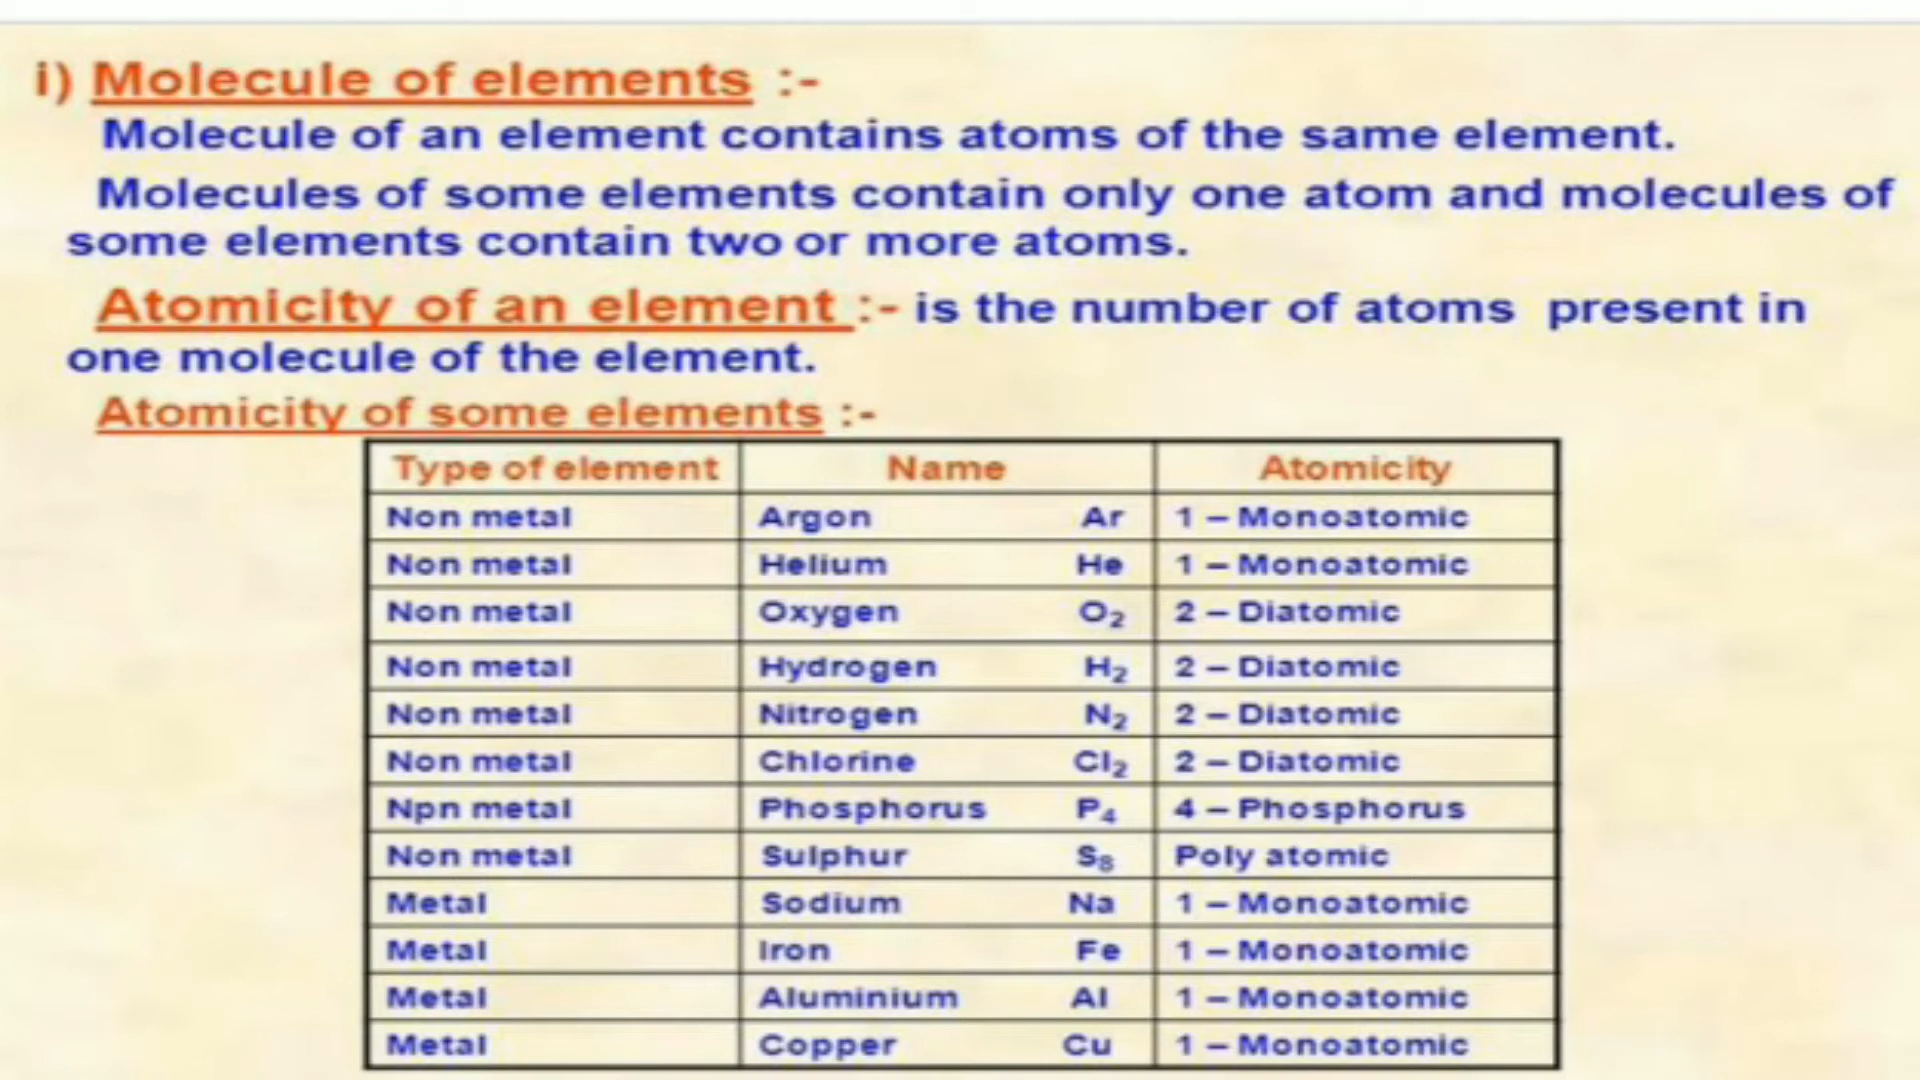 i) Molecule of elements :-
Molecule of an element contains atoms of the same element.
Molecules of some elements contain only one atom and molecules of
some elements contain two or more atoms.
Atomicity of an element :- is the number of atoms present in
one molecule of the element.
Atomicity of some elements :-
Type of element Name Atomicity
Non metal Argon Ar 1 – Monoatomic
Non metal Helium He 1 – Monoatomic
Non metal Oxygen O₂ 2 – Diatomic
Non metal Hydrogen H₂ 2 – Diatomic
Non metal Nitrogen N₂ 2 – Diatomic
Non metal Chlorine Cl₂ 2 – Diatomic
Npn metal Phosphorus P₄ 4 – Phosphorus
Non metal Sulphur S₈ Poly atomic
Metal Sodium Na 1 – Monoatomic
Metal Iron Fe 1 – Monoatomic
Metal Aluminium Al 1 – Monoatomic
Metal Copper Cu 1 – Monoatomic